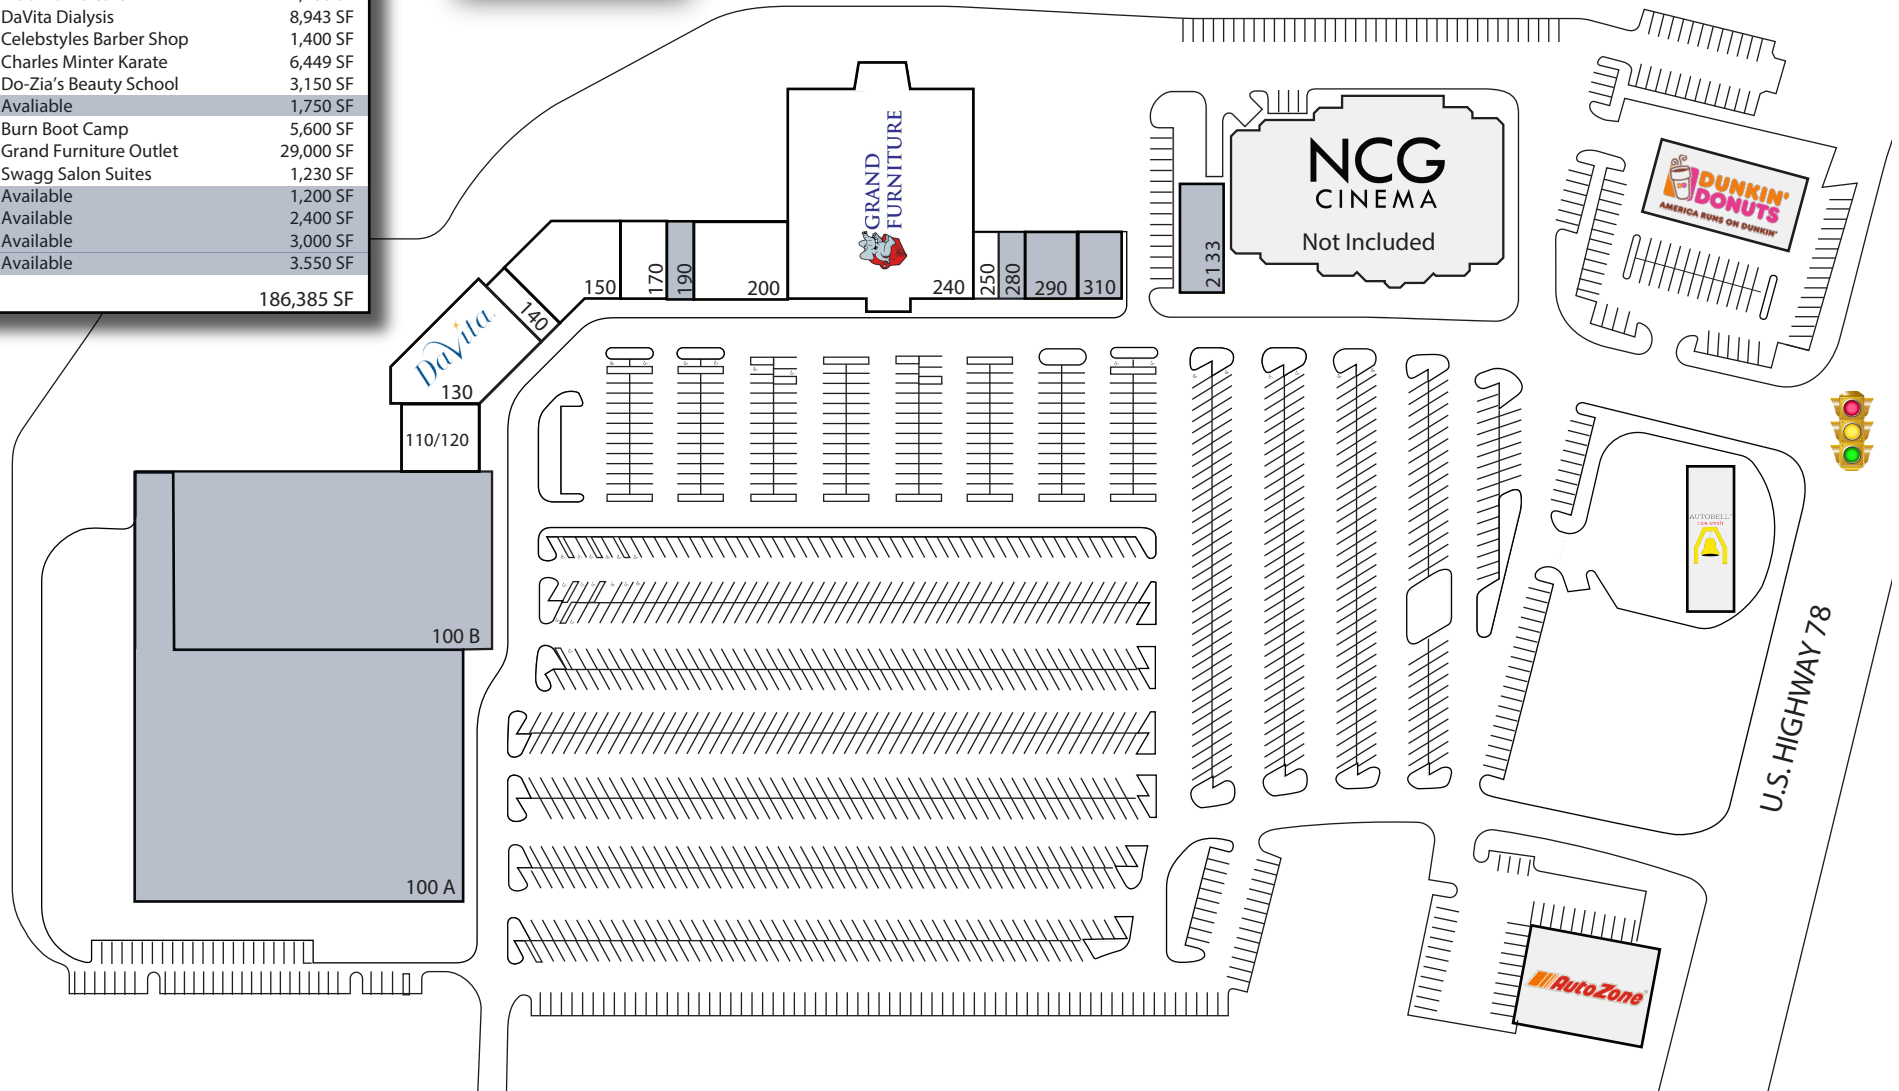 DaVita Dialysis 8,943 SF
Celebstyles Barber Shop 1,400 SF
Charles Minter Karate 6,449 SF
Do-Zia's Beauty School 3,150 SF
Avaliable 1,750 SF
Burn Boot Camp 5,600 SF
Grand Furniture Outlet 29,000 SF
Swagg Salon Suites 1,230 SF
Available 1,200 SF
Available 2,400 SF
Available 3,000 SF
Available 3.550 SF
186,385 SF
GRAND
FURNITURE
NCG
CINEMA
Not Included
DUNKIN'
DONUTS
AMERICA RUNS ON DUNKIN'
2133
150
170
190
200
240
250
280
290
310
140
DaVita
130
110/120
100 B
100 A
AUTOBELL
CAR WASH
U.S. HIGHWAY 78
AutoZone